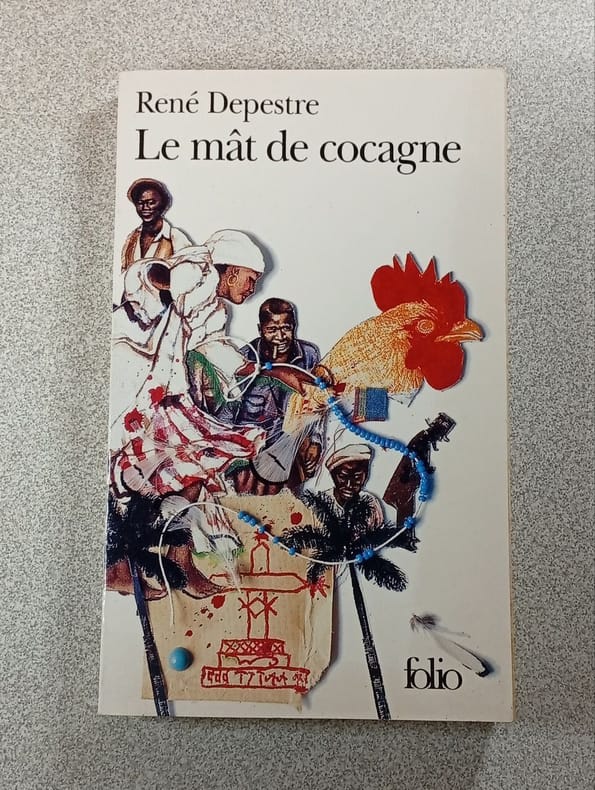 René Depestre
Le mât de cocagne
folio